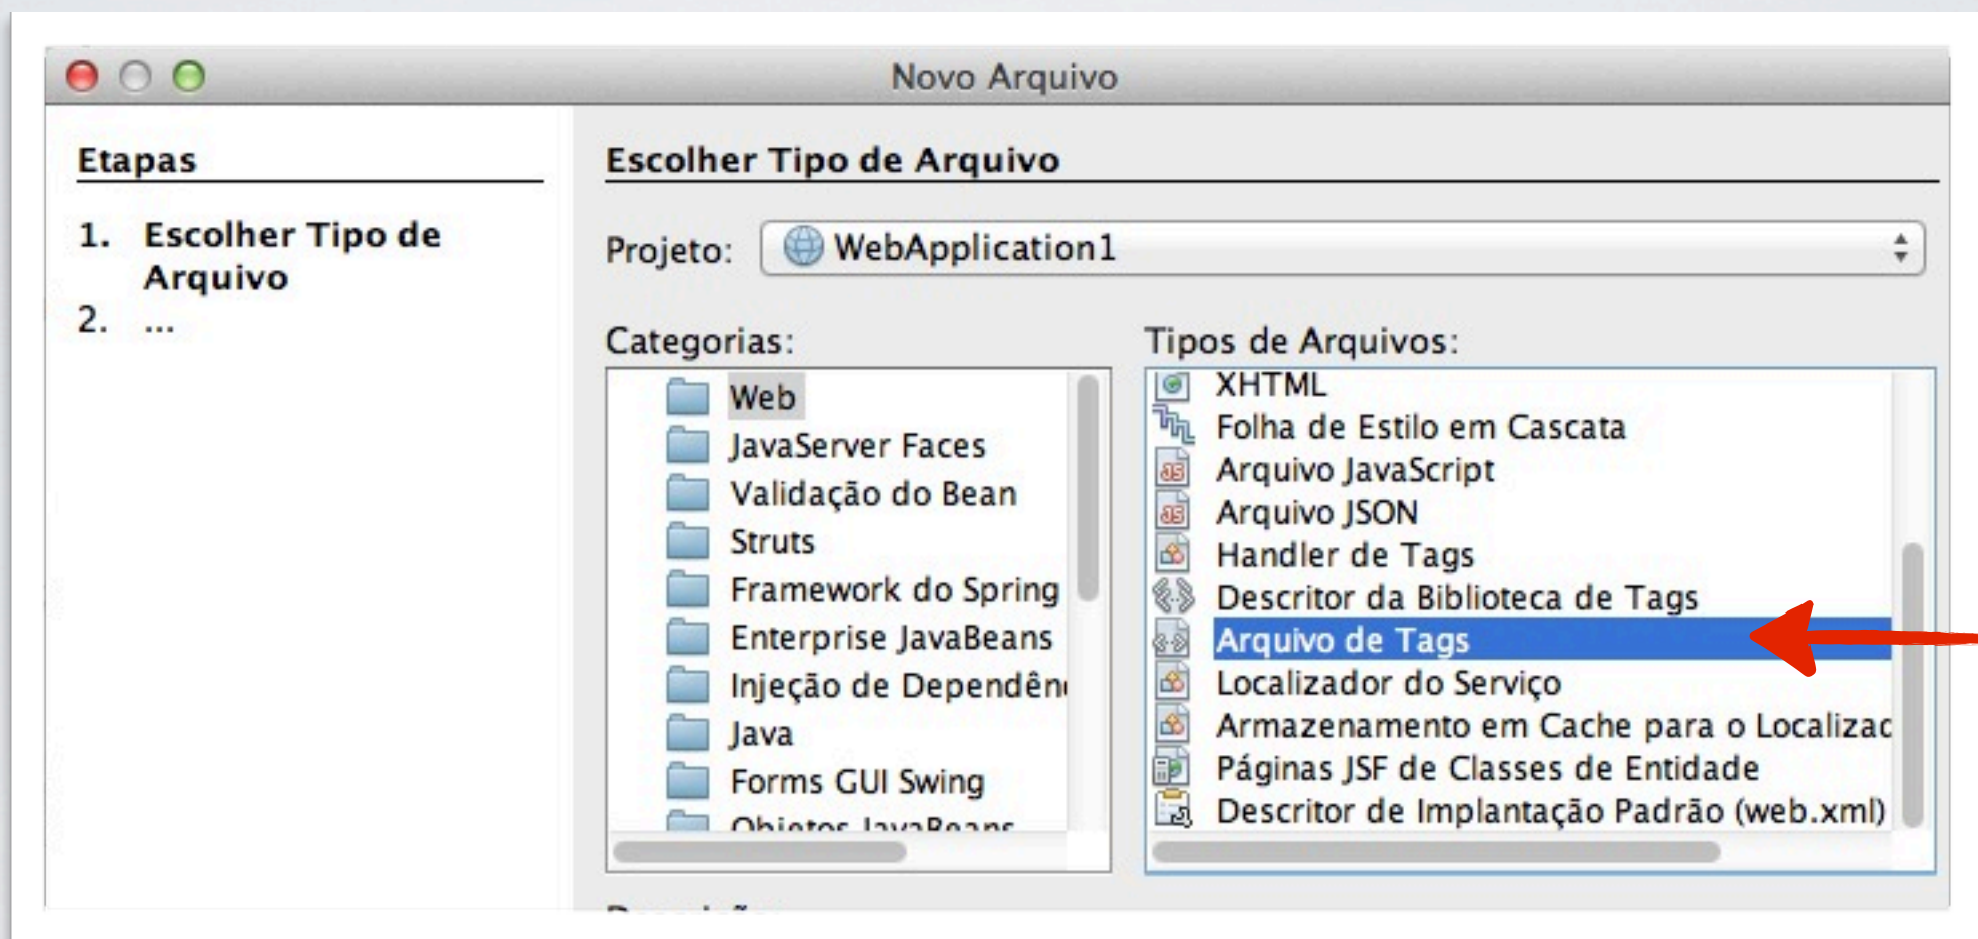 Novo Arquivo
Etapas
1. Escolher Tipo de
Arquivo
2. ...
Escolher Tipo de Arquivo
Projeto: WebApplication1
Categorias:
Web
JavaServer Faces
Validação do Bean
Struts
Framework do Spring
Enterprise JavaBeans
Injeção de Dependên
Java
Forms GUI Swing
Objetos JavaBeans
Tipos de Arquivos:
XHTML
Folha de Estilo em Cascata
Arquivo JavaScript
Arquivo JSON
Handler de Tags
Descritor da Biblioteca de Tags
Arquivo de Tags
Localizador do Serviço
Armazenamento em Cache para o Localizad
Páginas JSF de Classes de Entidade
Descritor de Implantação Padrão (web.xml)